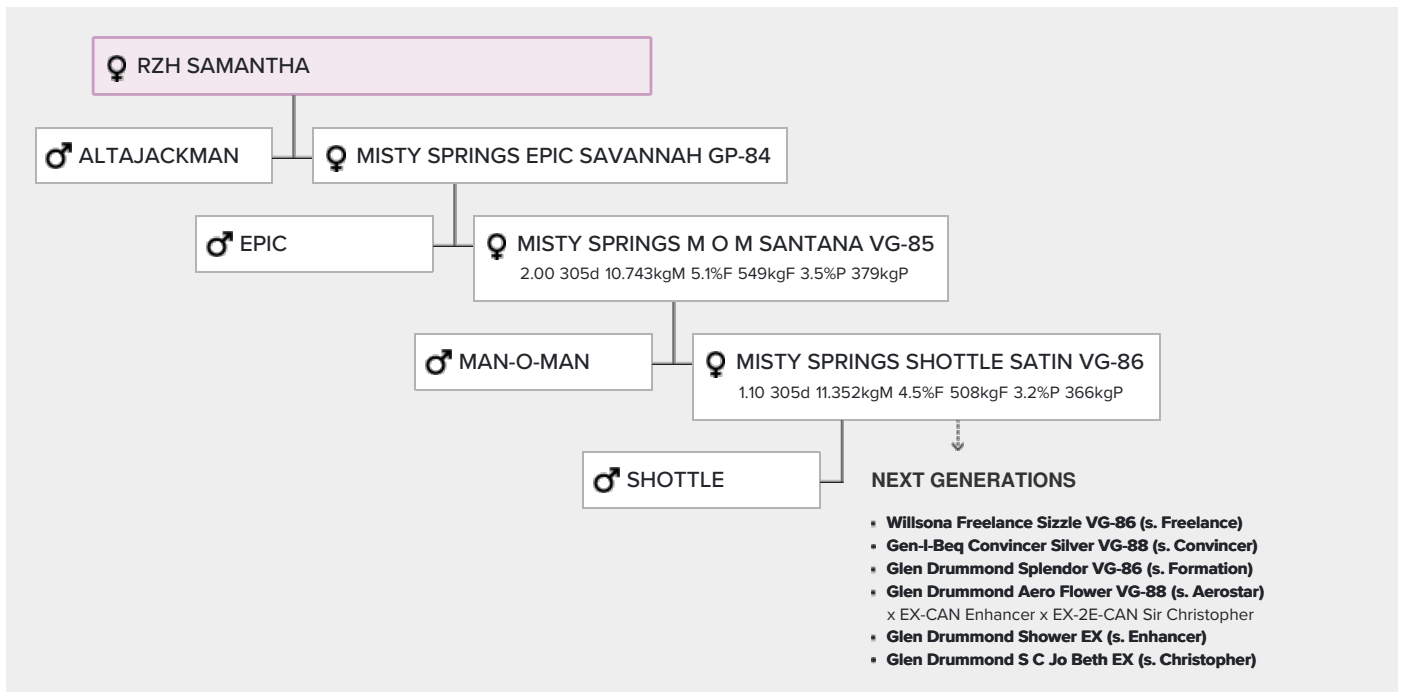 RZH SAMANTHA
ALTAJACKMAN
MISTY SPRINGS EPIC SAVANNAH GP-84
EPIC
MISTY SPRINGS M O M SANTANA VG-85
2.00 305d 10.743kgM 5.1%F 549kgF 3.5%P 379kgP
MAN-O-MAN
MISTY SPRINGS SHOTTLE SATIN VG-86
1.10 305d 11.352kgM 4.5%F 508kgF 3.2%P 366kgP
SHOTTLE
NEXT GENERATIONS
Willsona Freelance Sizzle VG-86 (s. Freelance)
Gen-I-Beq Convincer Silver VG-88 (s. Convincer)
Glen Drummond Splendor VG-86 (s. Formation)
Glen Drummond Aero Flower VG-88 (s. Aerostar)
x EX-CAN Enhancer x EX-2E-CAN Sir Christopher
Glen Drummond Shower EX (s. Enhancer)
Glen Drummond S C Jo Beth EX (s. Christopher)